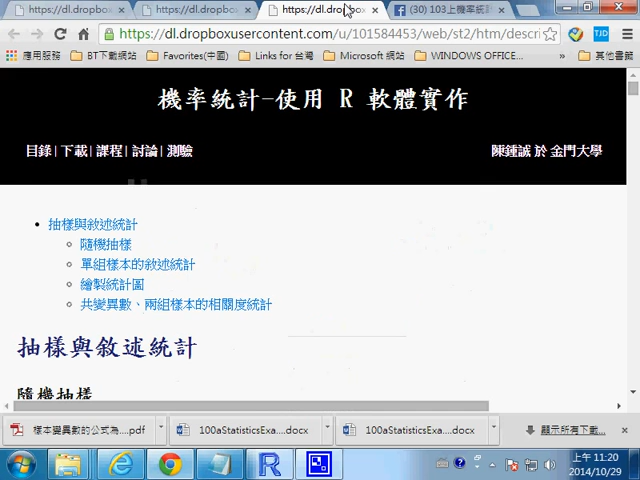 https://dl.dropbox
https://dl.dropbox
https://dl.dropbox
(30) 103上機率統計
https://dl.dropboxusercontent.com/u/101584453/web/st2/htm/descri
TJD
應用服務
BT下載網站
Favorites(中國)
Links for 台灣
Microsoft 網站
WINDOWS OFFICE...
»
其他書籤
機率統計-使用 R 軟體實作
目錄 | 下載 | 課程 | 討論 | 測驗
陳鍾誠 於 金門大學
抽樣與敘述統計
隨機抽樣
單組樣本的敘述統計
繪製統計圖
共變異數、兩組樣本的相關度統計
抽樣與敘述統計
隨機抽樣
樣本變異數的公式為....pdf
100aStatisticsExa....docx
100aStatisticsExa....docx
顯示所有下載...
上午 11:20
2014/10/29